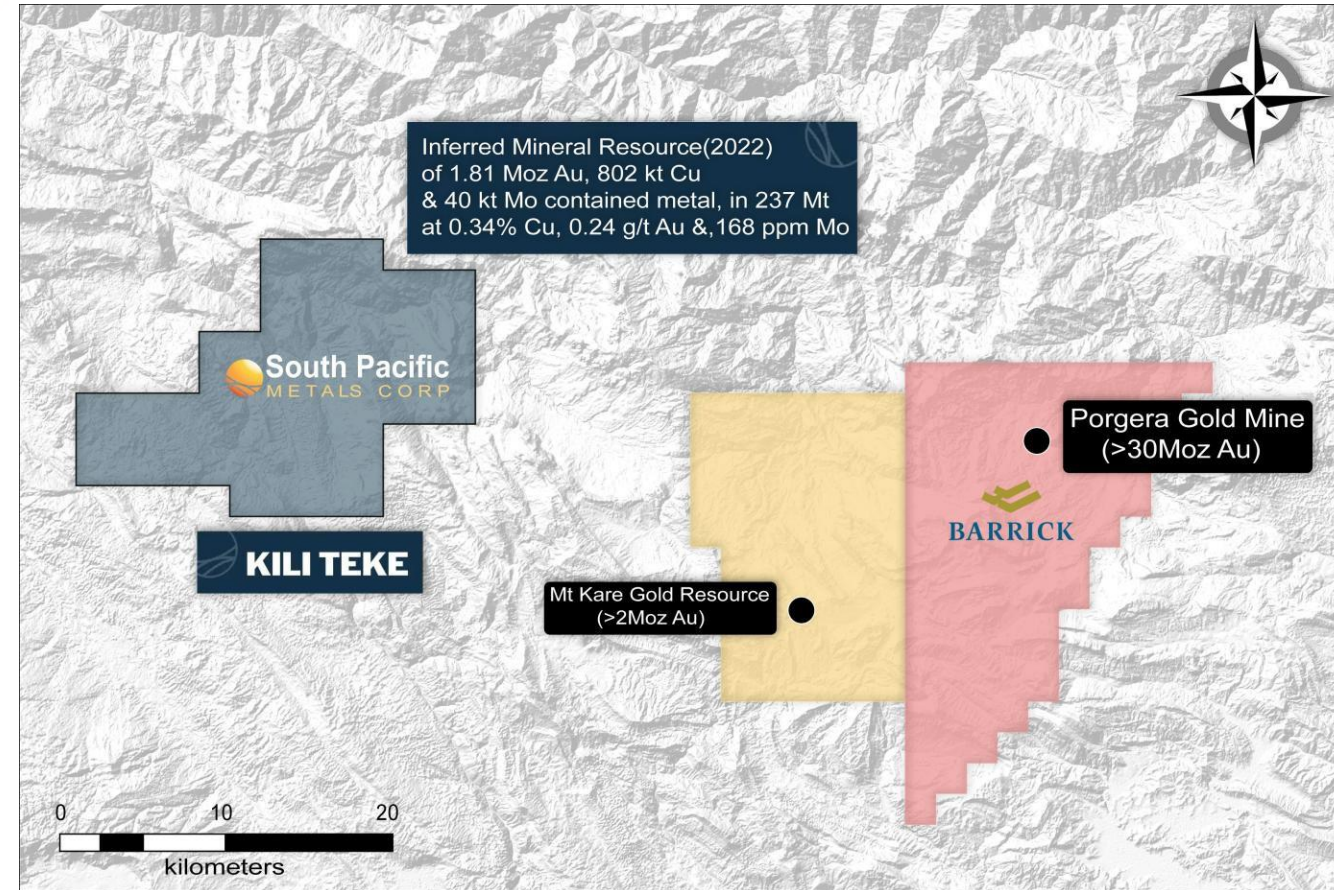 Inferred Mineral Resource(2022)
of 1.81 Moz Au, 802 kt Cu
& 40 kt Mo contained metal, in 237 Mt
at 0.34% Cu, 0.24 g/t Au &,168 ppm Mo
South Pacific
METALS CORP
KILI TEKE
Porgera Gold Mine
(>30Moz Au)
BARRICK
Mt Kare Gold Resource
(>2Moz Au)
0 10 20
kilometers